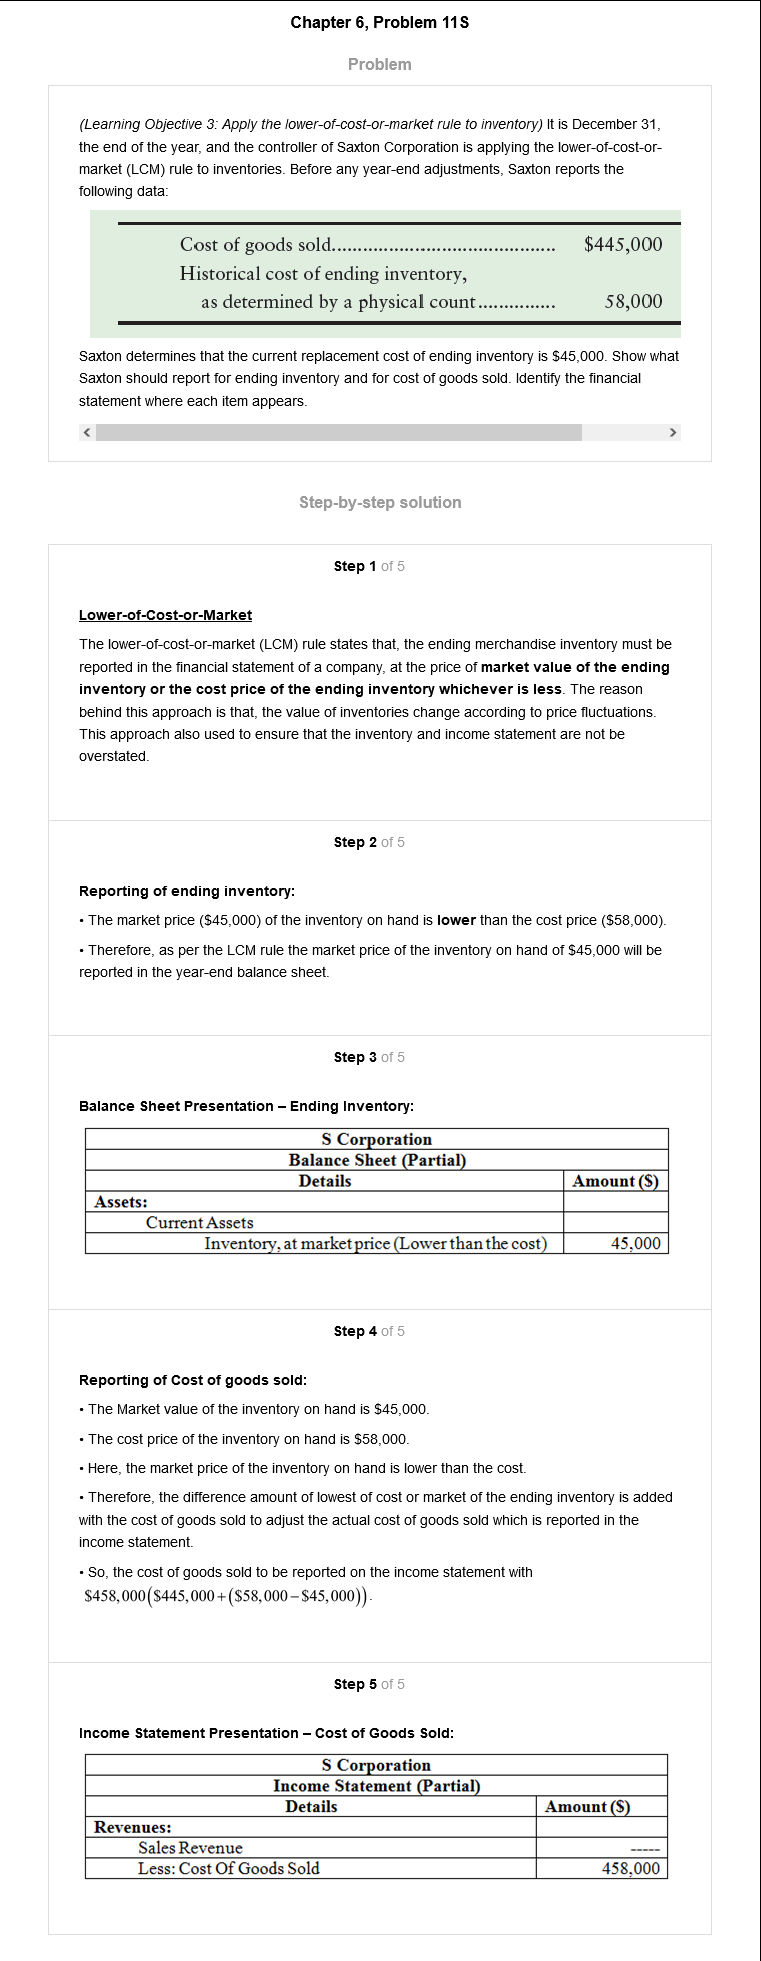 Chapter 6, Problem 11S
Problem
(Learning Objective 3: Apply the lower-of-cost-or-market rule to inventory) It is December 31,
the end of the year, and the controller of Saxton Corporation is applying the lower-of-cost-or-
market (LCM) rule to inventories. Before any year-end adjustments, Saxton reports the
following data:
Cost of goods sold.......................................... $445,000
Historical cost of ending inventory,
as determined by a physical count............... 58,000
Saxton determines that the current replacement cost of ending inventory is $45,000. Show what
Saxton should report for ending inventory and for cost of goods sold. Identify the financial
statement where each item appears.
Step-by-step solution
Step 1 of 5
Lower-of-Cost-or-Market
The lower-of-cost-or-market (LCM) rule states that, the ending merchandise inventory must be
reported in the financial statement of a company, at the price of market value of the ending
inventory or the cost price of the ending inventory whichever is less. The reason
behind this approach is that, the value of inventories change according to price fluctuations.
This approach also used to ensure that the inventory and income statement are not be
overstated.
Step 2 of 5
Reporting of ending inventory:
• The market price ($45,000) of the inventory on hand is lower than the cost price ($58,000).
• Therefore, as per the LCM rule the market price of the inventory on hand of $45,000 will be
reported in the year-end balance sheet.
Step 3 of 5
Balance Sheet Presentation – Ending Inventory:
S Corporation
Balance Sheet (Partial)
Details Amount ($)
Assets:
Current Assets
Inventory, at market price (Lower than the cost) 45,000
Step 4 of 5
Reporting of Cost of goods sold:
• The Market value of the inventory on hand is $45,000.
• The cost price of the inventory on hand is $58,000.
• Here, the market price of the inventory on hand is lower than the cost.
• Therefore, the difference amount of lowest of cost or market of the ending inventory is added
with the cost of goods sold to adjust the actual cost of goods sold which is reported in the
income statement.
• So, the cost of goods sold to be reported on the income statement with
$458,000($445,000+($58,000–$45,000)).
Step 5 of 5
Income Statement Presentation – Cost of Goods Sold:
S Corporation
Income Statement (Partial)
Details Amount ($)
Revenues:
Sales Revenue -----
Less: Cost Of Goods Sold 458,000